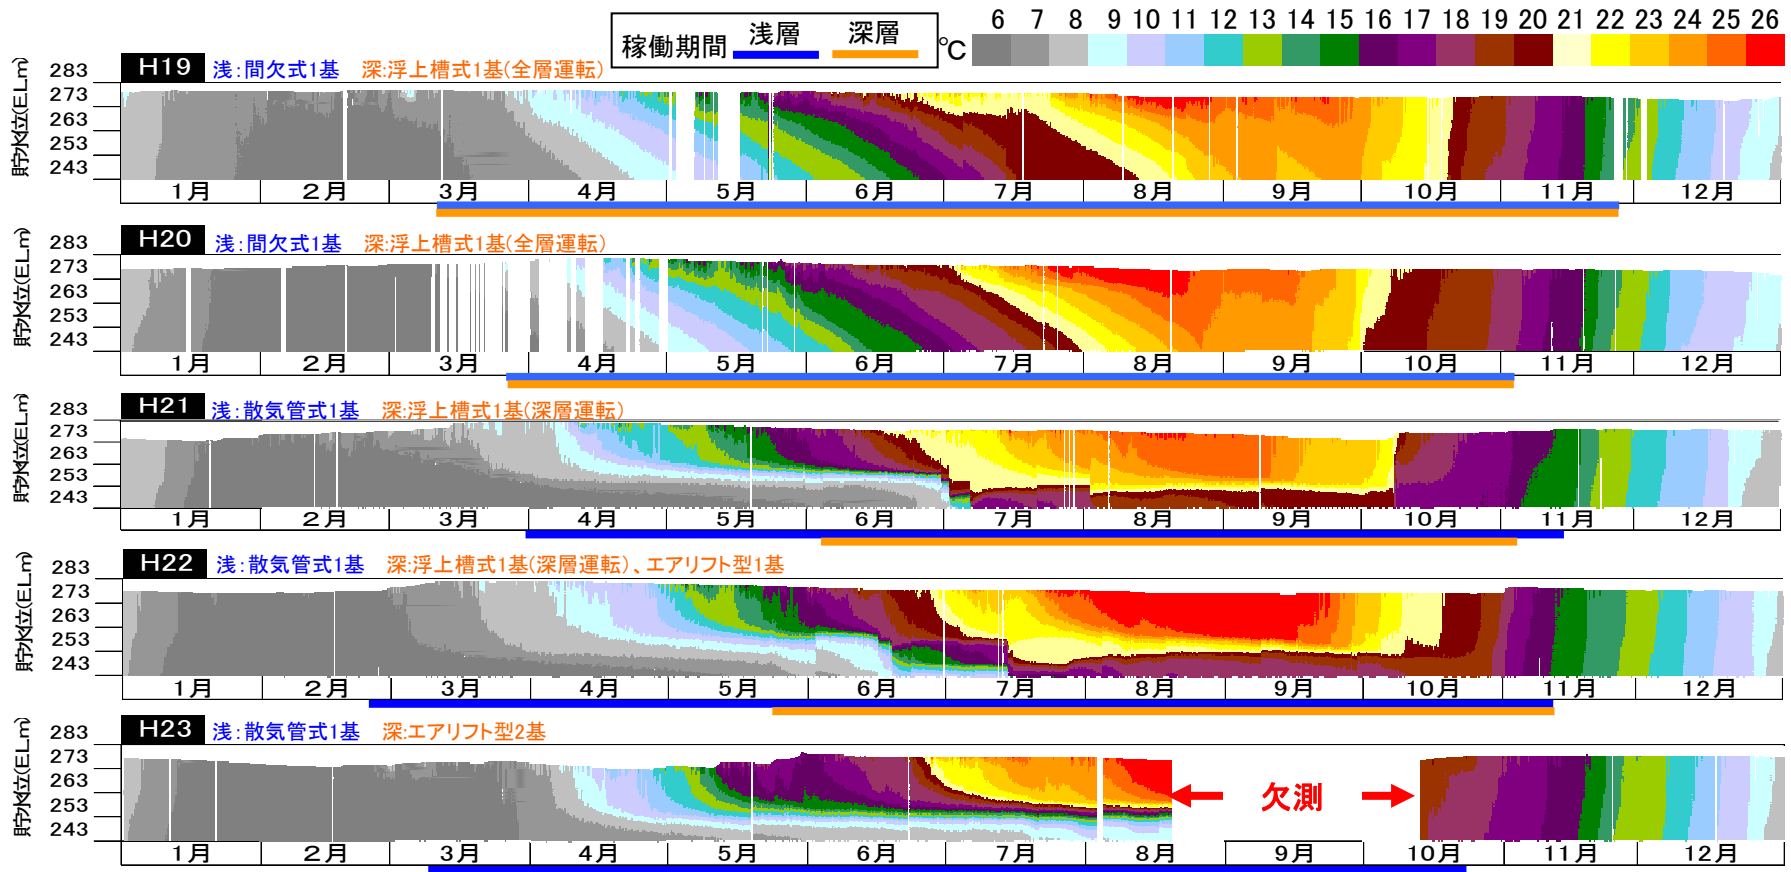 稼働期間 浅層 深層
℃ 6 7 8 9 10 11 12 13 14 15 16 17 18 19 20 21 22 23 24 25 26
H19 浅：間欠式1基 深：浮上槽式1基(全層運転)
貯水位(E.L.m)
283
273
263
253
243
1月 2月 3月 4月 5月 6月 7月 8月 9月 10月 11月 12月
H20 浅：間欠式1基 深：浮上槽式1基(全層運転)
貯水位(E.L.m)
283
273
263
253
243
1月 2月 3月 4月 5月 6月 7月 8月 9月 10月 11月 12月
H21 浅：散気管式1基 深：浮上槽式1基(深層運転)
貯水位(E.L.m)
283
273
263
253
243
1月 2月 3月 4月 5月 6月 7月 8月 9月 10月 11月 12月
H22 浅：散気管式1基 深：浮上槽式1基(深層運転)、エアリフト型1基
貯水位(E.L.m)
283
273
263
253
243
1月 2月 3月 4月 5月 6月 7月 8月 9月 10月 11月 12月
H23 浅：散気管式1基 深：エアリフト型2基
貯水位(E.L.m)
283
273
263
253
243
欠測
1月 2月 3月 4月 5月 6月 7月 8月 9月 10月 11月 12月